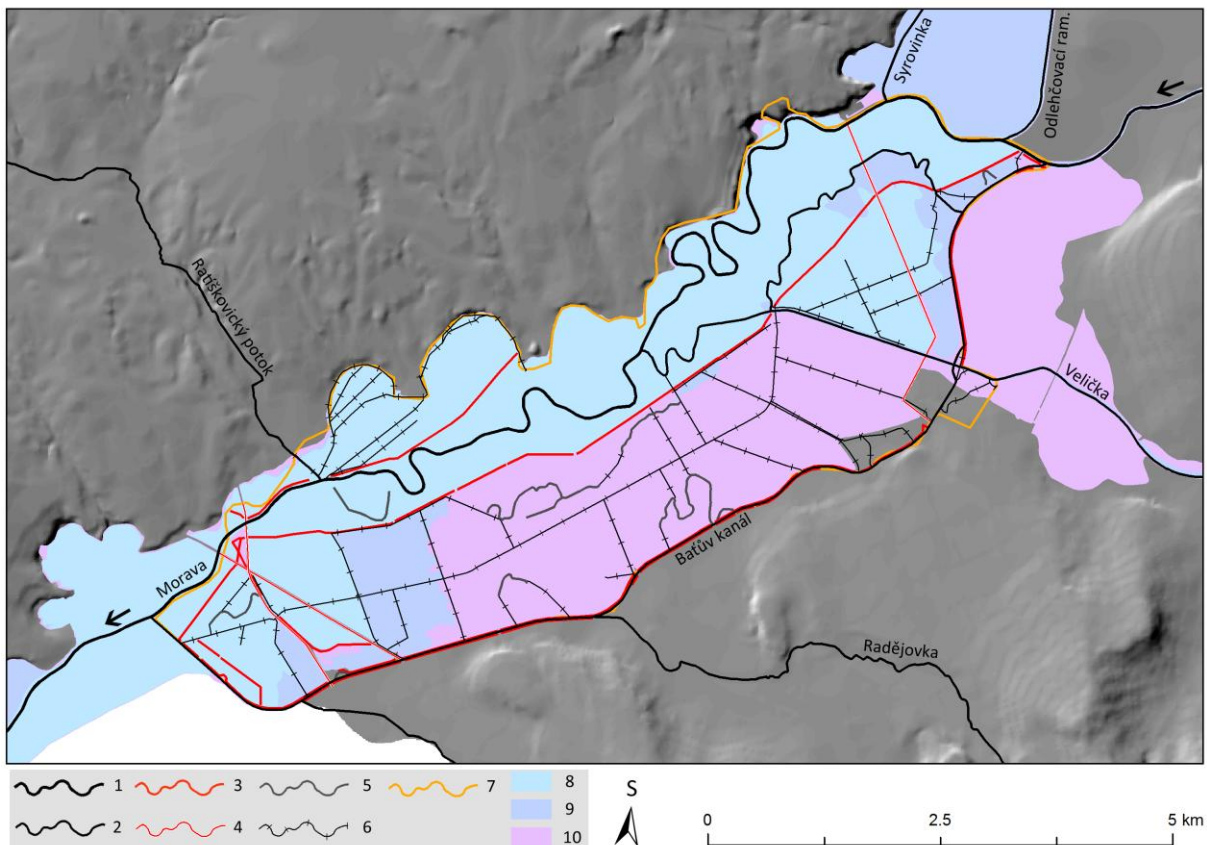 Syrovinka
Odlehčovací ram.
Ratíškovický potok
Velička
Baťův kanál
Morava
Radějovka
1
3
5
7
8
2
4
6
9
10
S
0
2.5
5 km